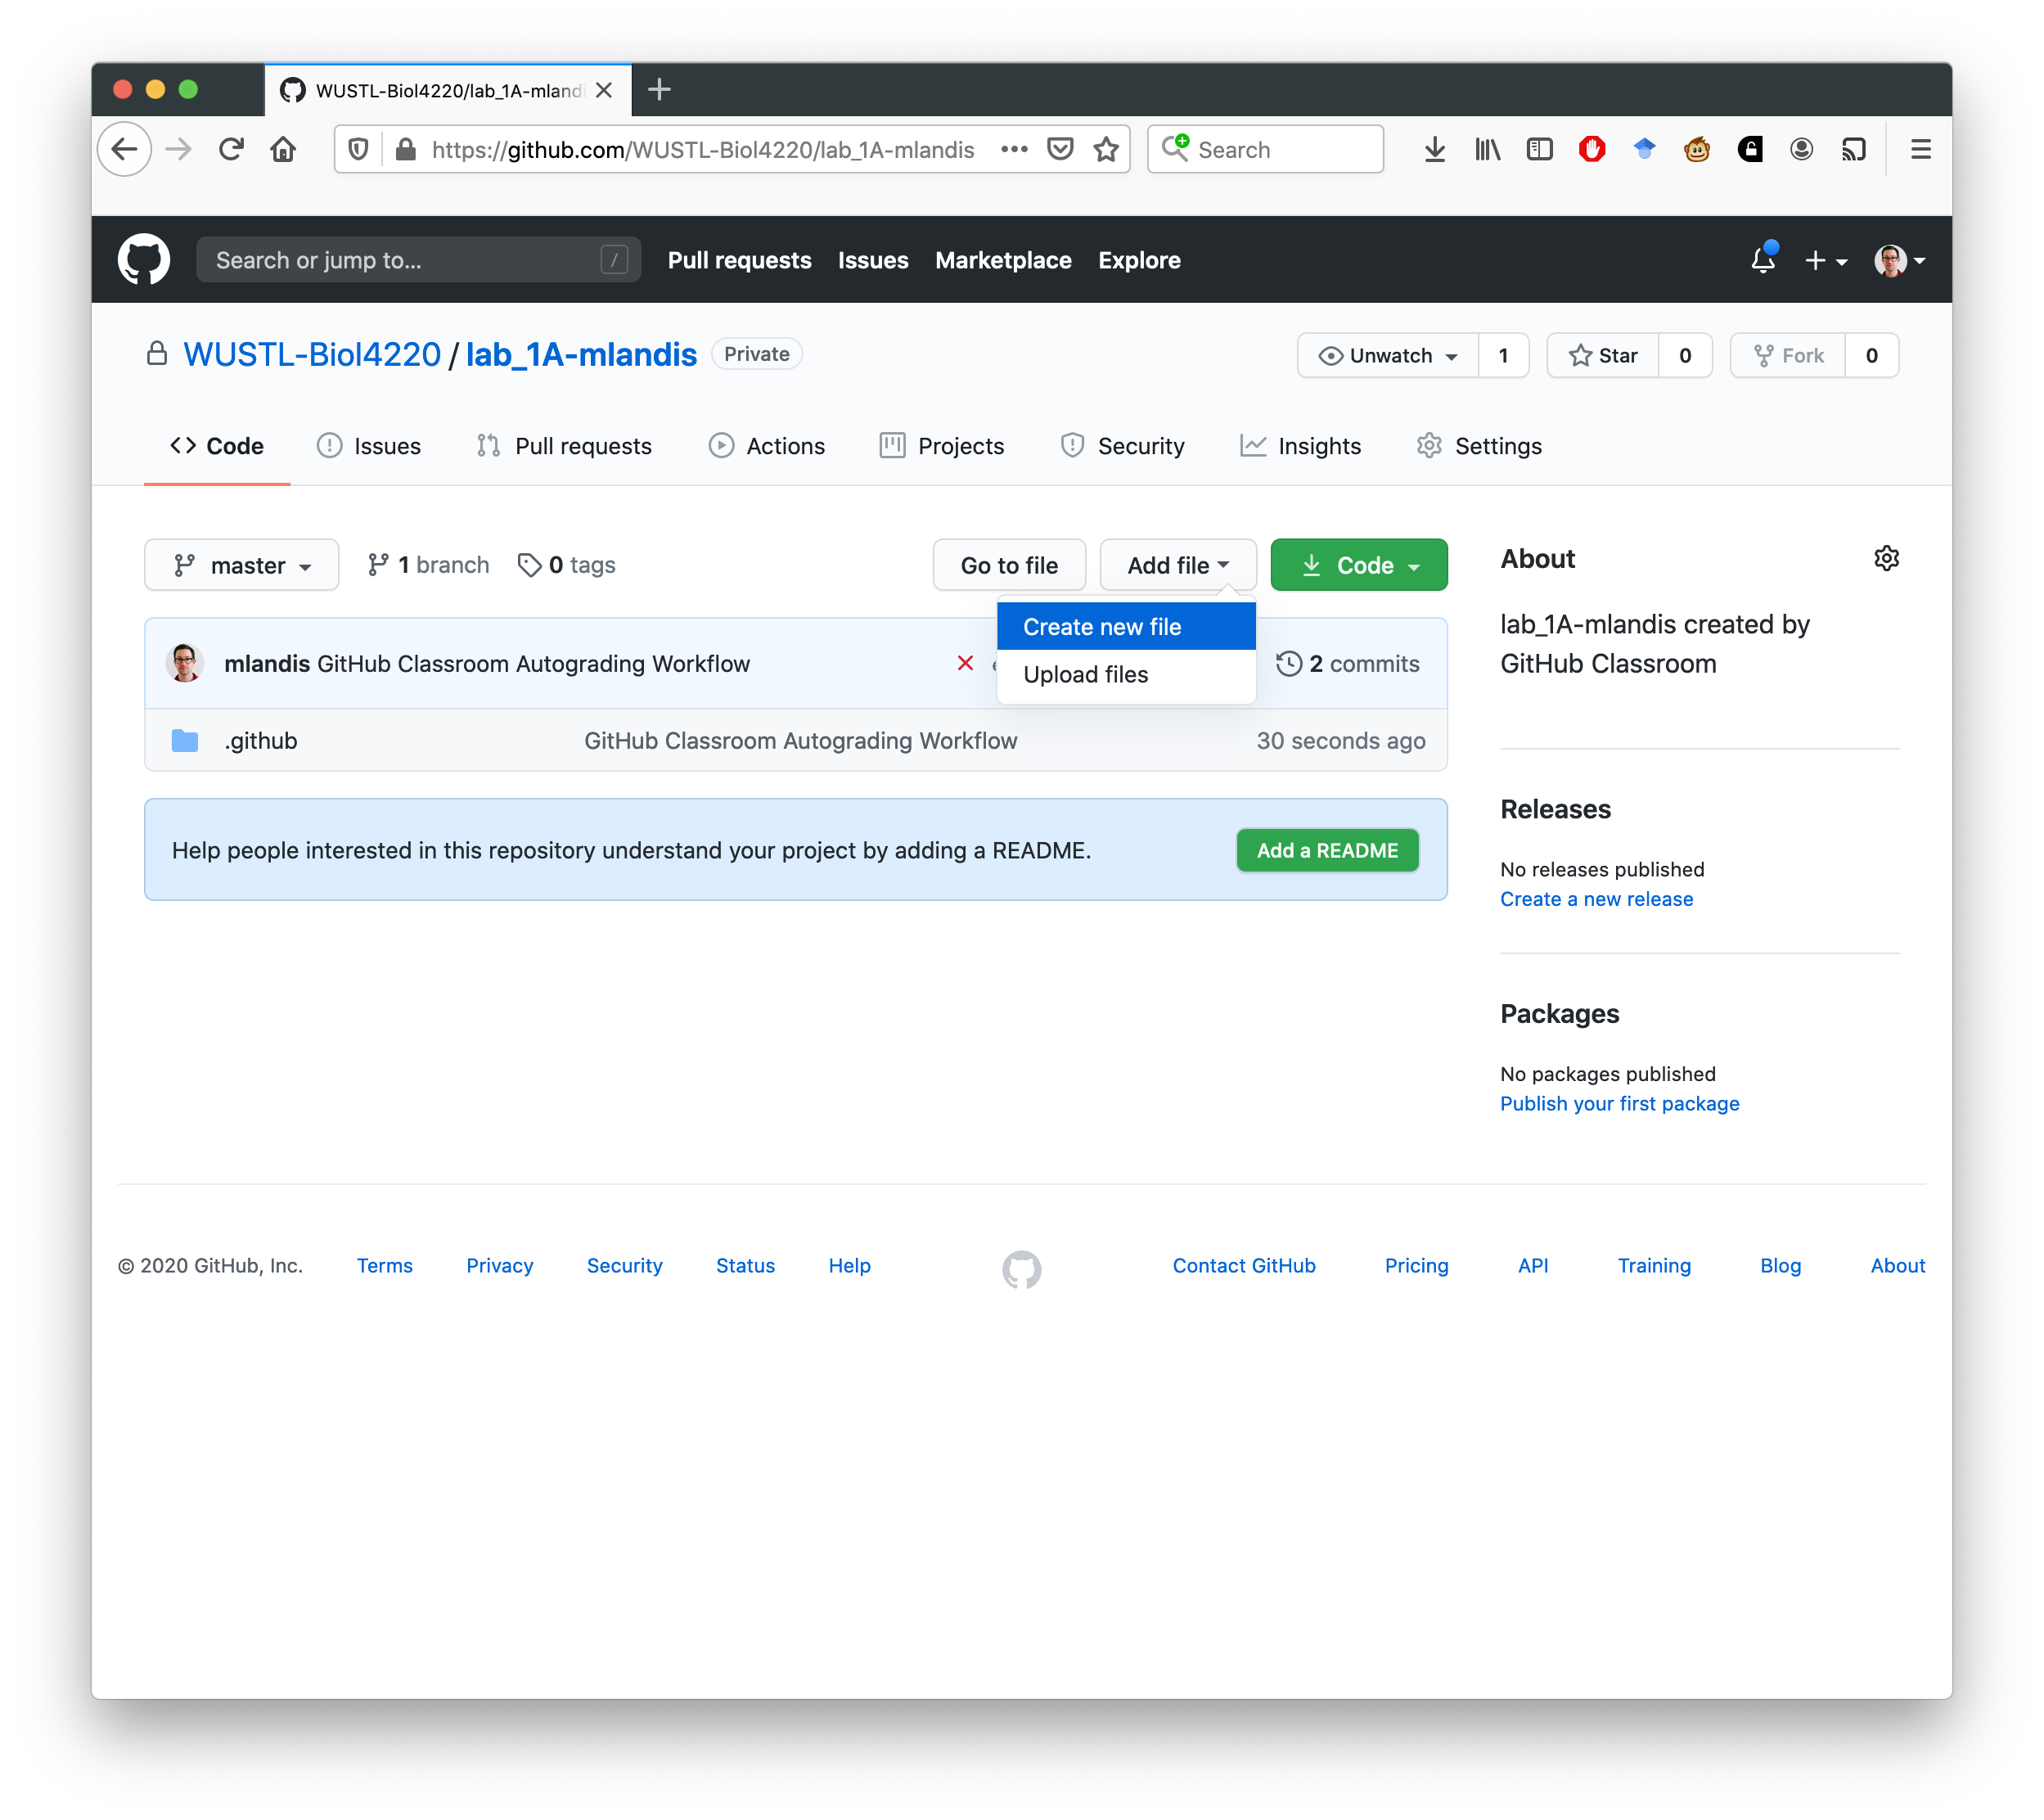 WUSTL-Biol4220/lab_1A-mland
https://github.com/WUSTL-Biol4220/lab_1A-mlandis
Search
Search or jump to... /
Pull requests Issues Marketplace Explore
WUSTL-Biol4220 / lab_1A-mlandis Private
Unwatch 1 Star 0 Fork 0
Code Issues Pull requests Actions Projects Security Insights Settings
master 1 branch 0 tags Go to file Add file Code
Create new file
Upload files
mlandis GitHub Classroom Autograding Workflow 2 commits
.github GitHub Classroom Autograding Workflow 30 seconds ago
Help people interested in this repository understand your project by adding a README. Add a README
About
lab_1A-mlandis created by
GitHub Classroom
Releases
No releases published
Create a new release
Packages
No packages published
Publish your first package
© 2020 GitHub, Inc. Terms Privacy Security Status Help Contact GitHub Pricing API Training Blog About